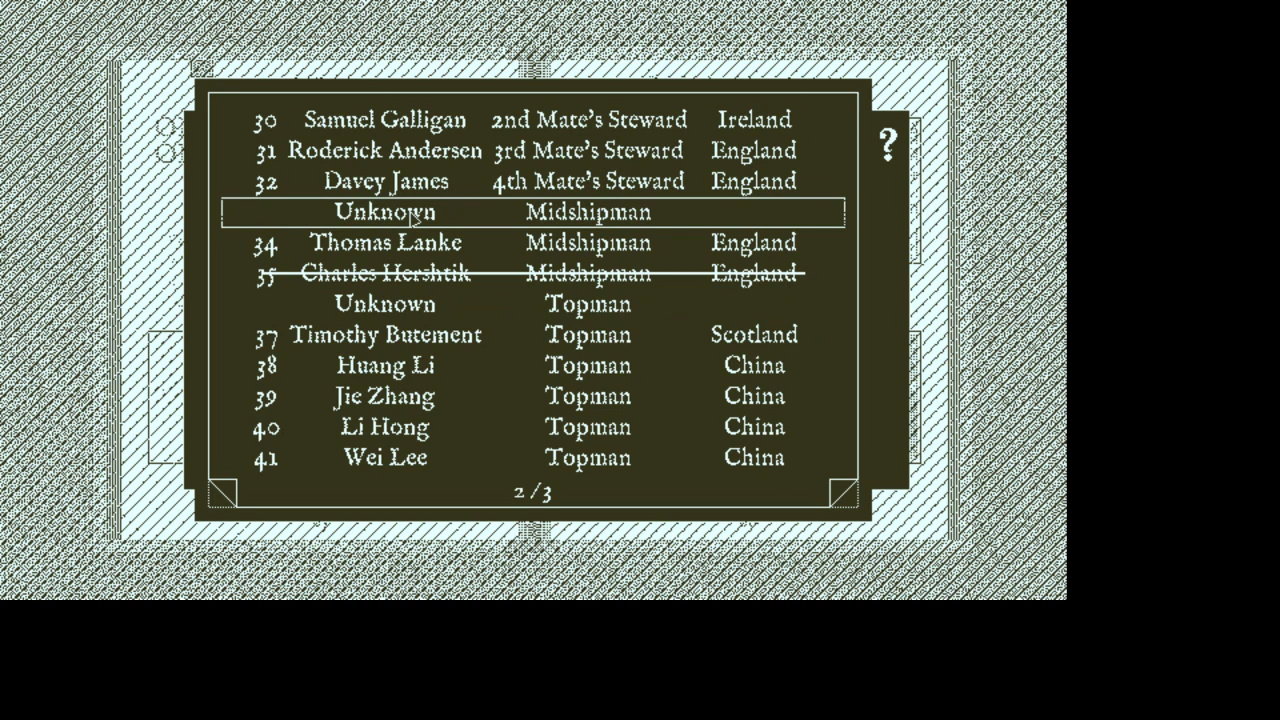 30 Samuel Galligan 2nd Mate's Steward Ireland
31 Roderick Andersen 3rd Mate's Steward England
32 Davey James 4th Mate's Steward England
Unknown Midshipman
34 Thomas Lanke Midshipman England
35 Charles Hershtik Midshipman England
Unknown Topman
37 Timothy Butement Topman Scotland
38 Huang Li Topman China
39 Jie Zhang Topman China
40 Li Hong Topman China
41 Wei Lee Topman China
2/3
?